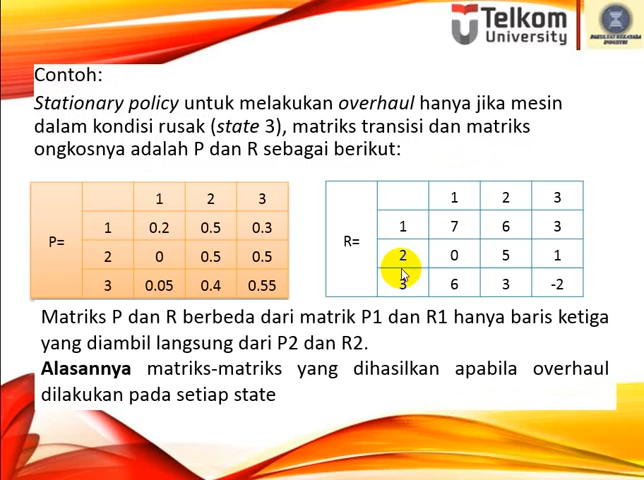 Telkom
University
FAKULTAS REKAYASA
INDUSTRI
Contoh:
Stationary policy untuk melakukan overhaul hanya jika mesin
dalam kondisi rusak (state 3), matriks transisi dan matriks
ongkosnya adalah P dan R sebagai berikut:
P=
1 2 3
1 0.2 0.5 0.3
2 0 0.5 0.5
3 0.05 0.4 0.55
R=
1 2 3
1 7 6 3
2 0 5 1
3 6 3 -2
Matriks P dan R berbeda dari matrik P1 dan R1 hanya baris ketiga
yang diambil langsung dari P2 dan R2.
Alasannya matriks-matriks yang dihasilkan apabila overhaul
dilakukan pada setiap state